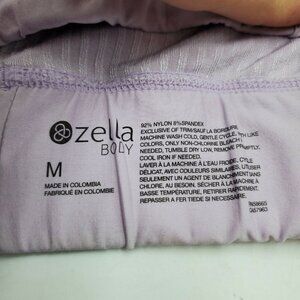 zella
BODY
M
MADE IN COLOMBIA
FABRIQUÉ EN COLOMBIE
92% NYLON 8% SPANDEX
EXCLUSIVE OF TRIM/SAUF LA BORDURE
MACHINE WASH COLD, GENTLE CYCLE, WITH LIKE
COLORS, ONLY NON-CHLORINE BLEACH IF
NEEDED, TUMBLE DRY LOW, REMOVE PROMPTLY,
COOL IRON IF NEEDED.
LAVER À LA MACHINE À L'EAU FROIDE, CYCLE
DÉLICAT, AVEC COULEURS SIMILAIRES, UTILISER
SEULEMENT UN AGENT DE BLANCHIMENT SANS
CHLORE, AU BESOIN, SÉCHER PAR CULBUTAGE À
BASSE TEMPÉRATURE, RETIRER RAPIDEMENT,
REPASSER À FER TIÈDE SI NÉCESSAIRE